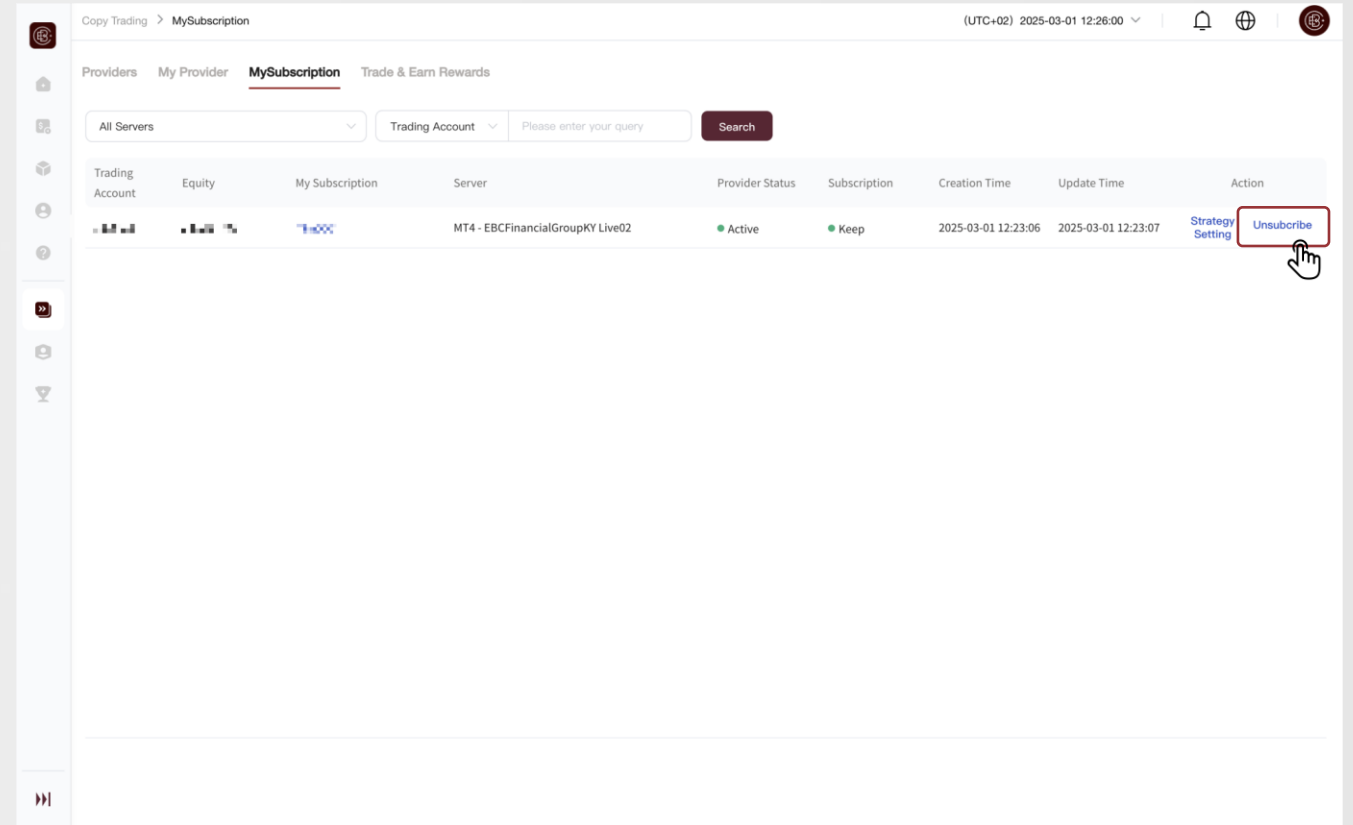 Copy Trading > MySubscription
(UTC+02) 2025-03-01 12:26:00
Providers My Provider MySubscription Trade & Earn Rewards
All Servers Trading Account Please enter your query Search
Trading Account Equity My Subscription Server Provider Status Subscription Creation Time Update Time Action
MT4 - EBCFinancialGroupKY Live02 Active Keep 2025-03-01 12:23:06 2025-03-01 12:23:07 Strategy Setting Unsubcribe